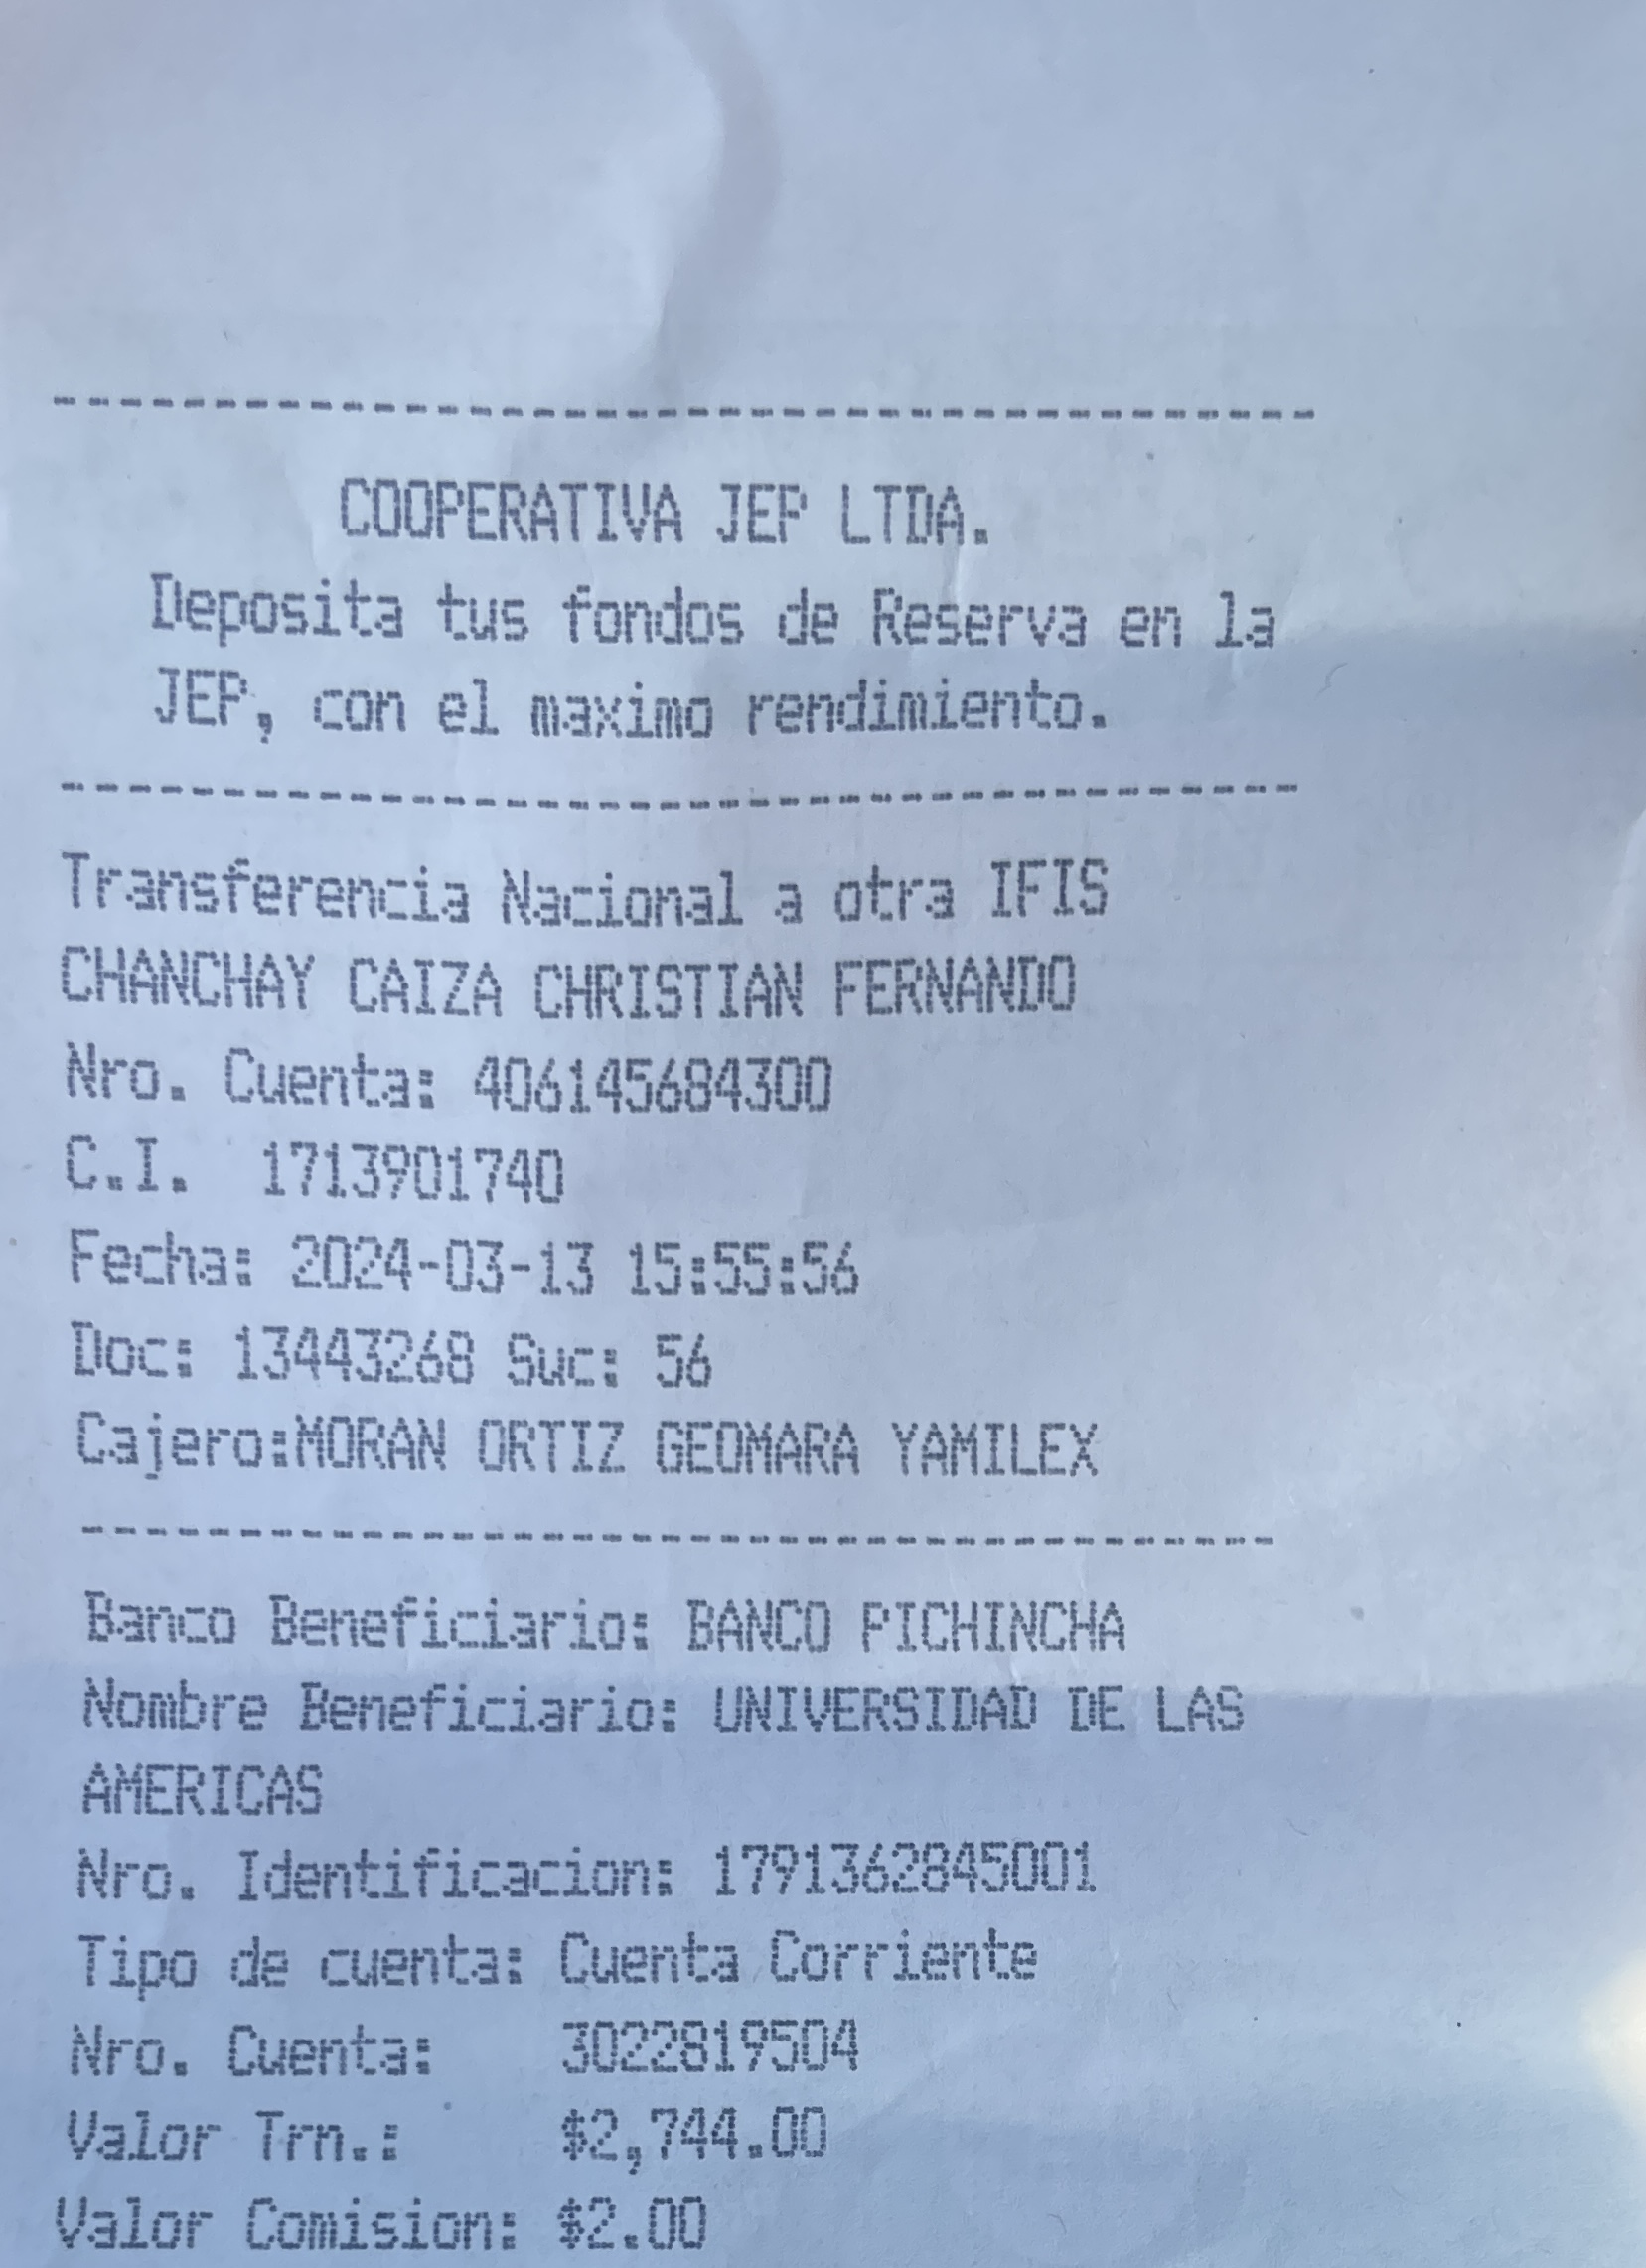 COOPERATIVA JEP LTDA.
Deposita tus fondos de Reserva en la
JEP, con el maximo rendimiento.
Transferencia Nacional a otra IFIS
CHANCHAY CAIZA CHRISTIAN FERNANDO
Nro. Cuenta: 406145684300
C.I. 1713901740
Fecha: 2024-03-13 15:55:56
Doc: 13443268 Suc: 56
Cajero:MORAN ORTIZ GEOMARA YAMILEX
Banco Beneficiario: BANCO PICHINCHA
Nombre Beneficiario: UNIVERSIDAD DE LAS
AMERICAS
Nro. Identificacion: 1791362845001
Tipo de cuenta: Cuenta Corriente
Nro. Cuenta: 3022819504
Valor Trn.: $2,744.00
Valor Comision: $2.00